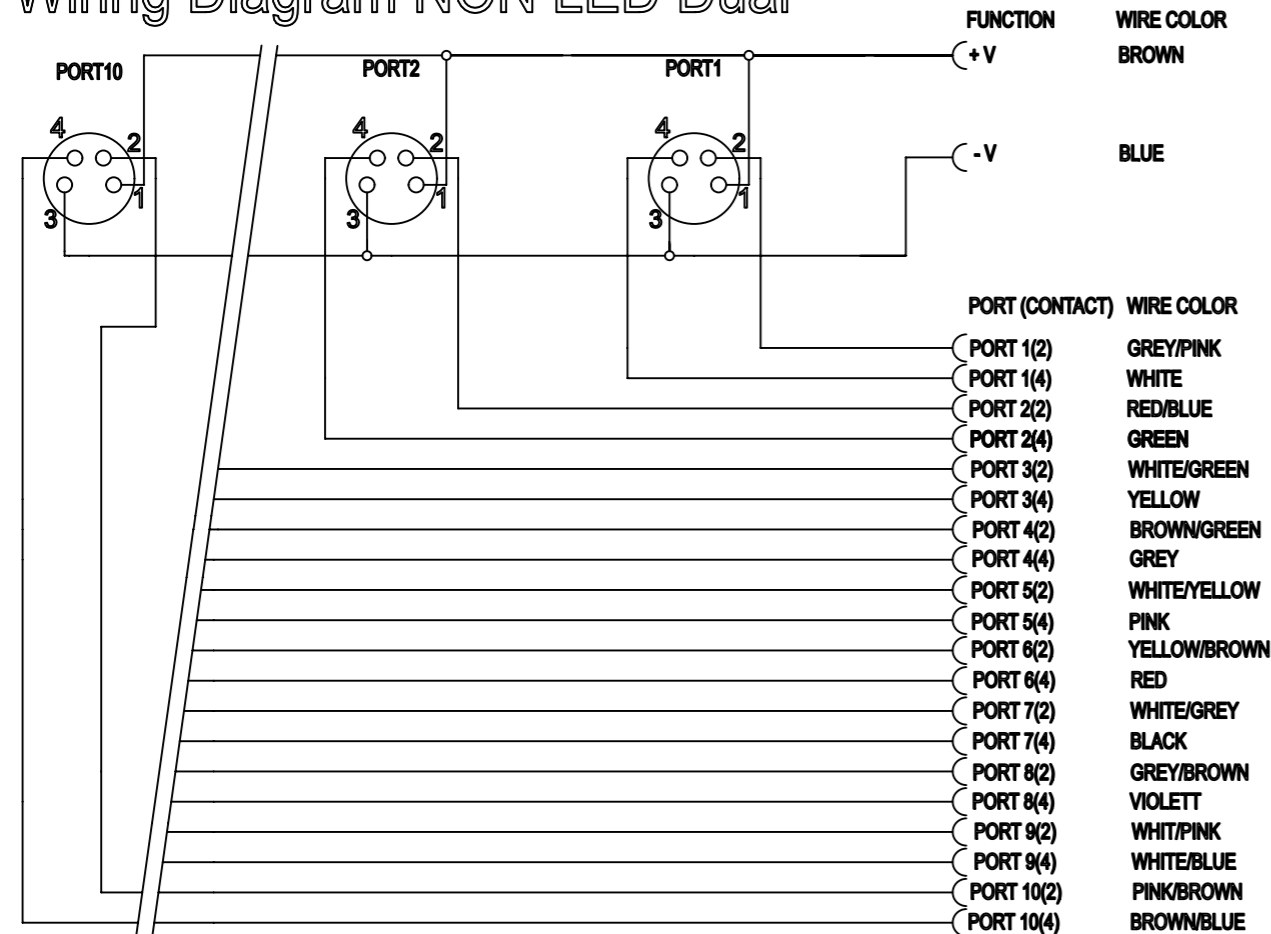 Wiring Diagram NON LED Dual
FUNCTION WIRE COLOR
+ V BROWN
PORT10 PORT2 PORT1
4 2 4 2 4 2
- V BLUE
3 1 3 1 3 1
PORT (CONTACT) WIRE COLOR
PORT 1(2) GREY/PINK
PORT 1(4) WHITE
PORT 2(2) RED/BLUE
PORT 2(4) GREEN
PORT 3(2) WHITE/GREEN
PORT 3(4) YELLOW
PORT 4(2) BROWN/GREEN
PORT 4(4) GREY
PORT 5(2) WHITE/YELLOW
PORT 5(4) PINK
PORT 6(2) YELLOW/BROWN
PORT 6(4) RED
PORT 7(2) WHITE/GREY
PORT 7(4) BLACK
PORT 8(2) GREY/BROWN
PORT 8(4) VIOLETT
PORT 9(2) WHIT/PINK
PORT 9(4) WHITE/BLUE
PORT 10(2) PINK/BROWN
PORT 10(4) BROWN/BLUE